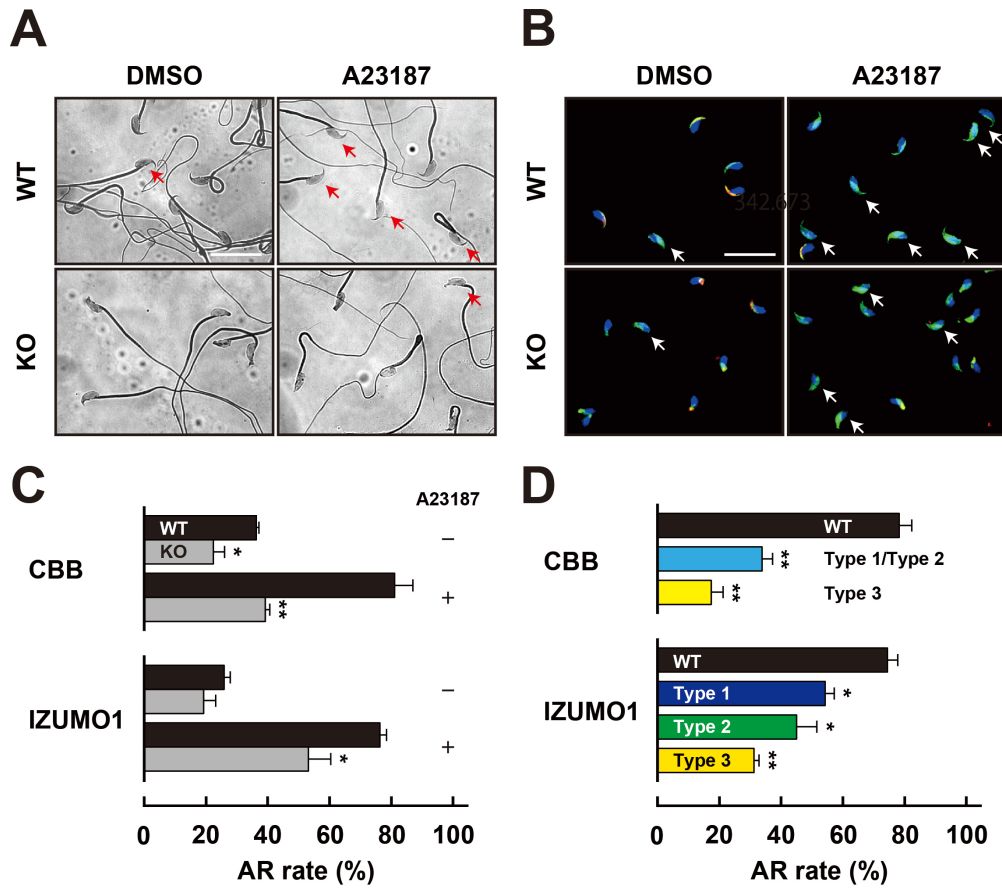 A
B
DMSO
A23187
DMSO
A23187
WT
WT
342.673
KO
KO
C
D
A23187
CBB
WT
−
KO
*
+
**
IZUMO1
−
+
*
0
20
40
60
80
100
AR rate (%)
CBB
WT
**
Type 1/Type 2
**
Type 3
IZUMO1
WT
Type 1
*
Type 2
*
Type 3
**
0
20
40
60
80
100
AR rate (%)